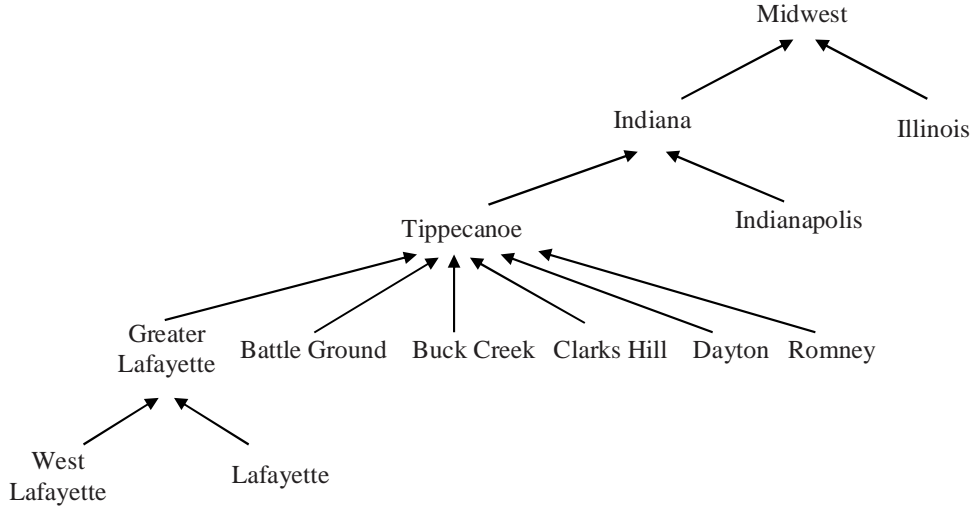 Midwest
Indiana
Illinois
Tippecanoe
Indianapolis
Greater
Lafayette
Battle Ground
Buck Creek
Clarks Hill
Dayton
Romney
West
Lafayette
Lafayette